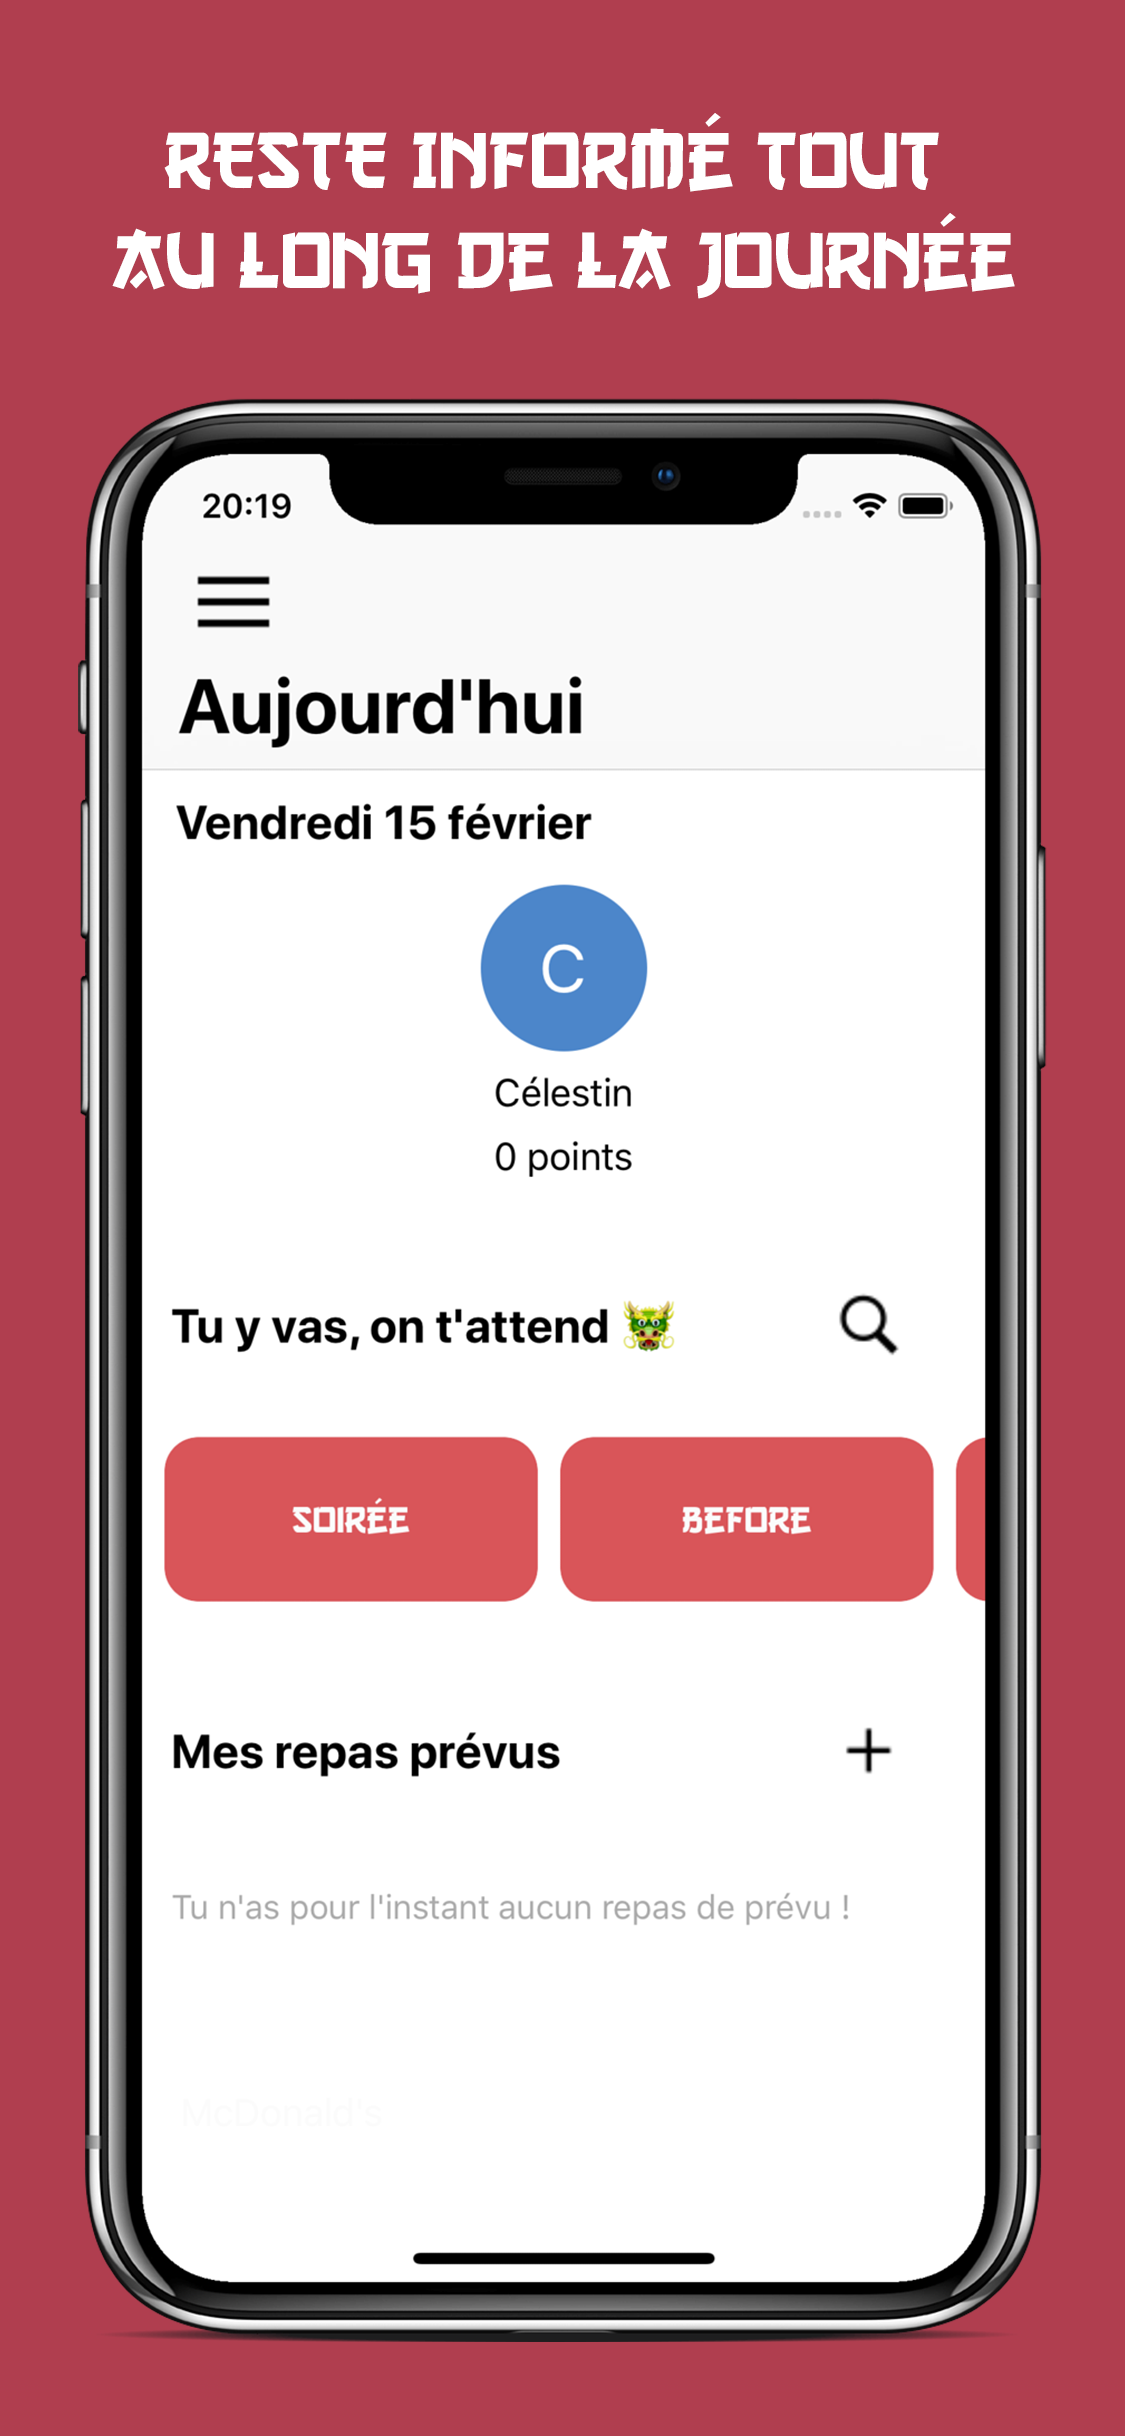 RESTE INFORMÉ TOUT
AU LONG DE LA JOURNÉE
20:19
Aujourd'hui
Vendredi 15 février
C
Célestin
0 points
Tu y vas, on t'attend 🐲
SOIRÉE
BEFORE
Mes repas prévus
Tu n'as pour l'instant aucun repas de prévu !
McDonald's